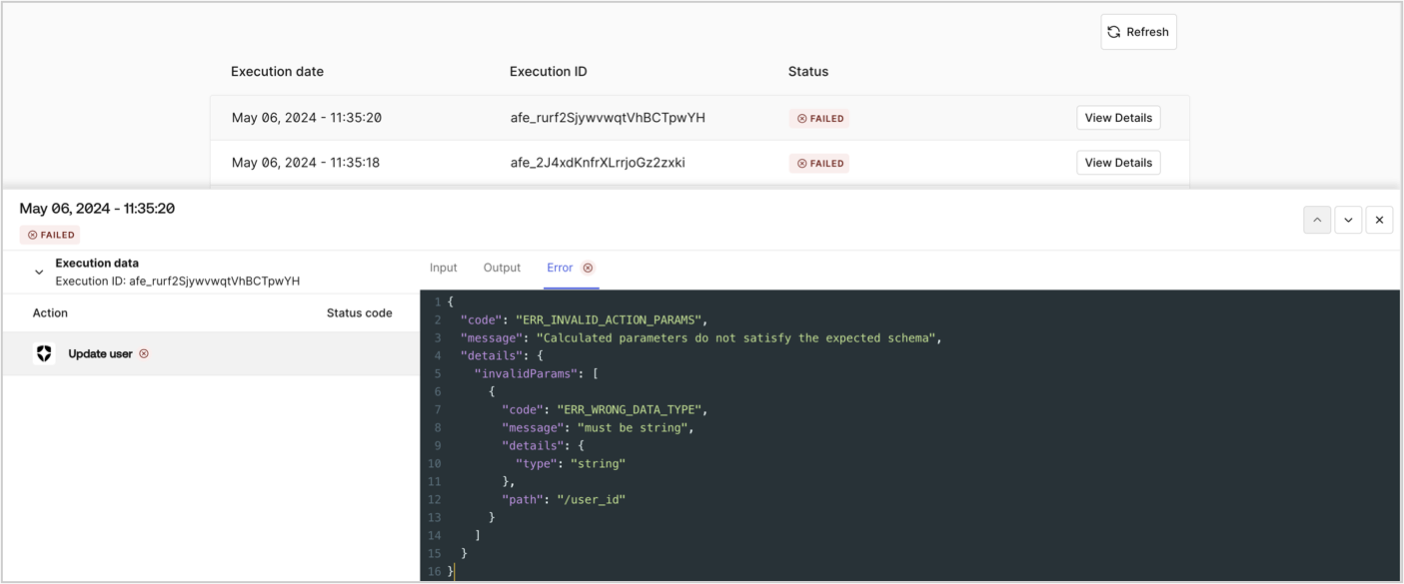 Refresh
Execution date Execution ID Status
May 06, 2024 - 11:35:20 afe_rurf2SjywvwqtVhBCTpwYH FAILED View Details
May 06, 2024 - 11:35:18 afe_2J4xdKnfrXLrrjoGz2zxki FAILED View Details
May 06, 2024 - 11:35:20
FAILED
Execution data
Execution ID: afe_rurf2SjywvwqtVhBCTpwYH
Action Status code
Update user
Input Output Error
1 {
2 "code": "ERR_INVALID_ACTION_PARAMS",
3 "message": "Calculated parameters do not satisfy the expected schema",
4 "details": {
5 "invalidParams": [
6 {
7 "code": "ERR_WRONG_DATA_TYPE",
8 "message": "must be string",
9 "details": {
10 "type": "string"
11 },
12 "path": "/user_id"
13 }
14 ]
15 }
16 }